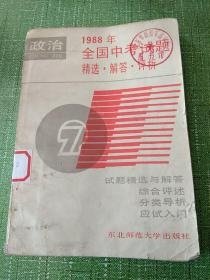 政治
1988年
全国中考试题
精选·解答·评析
试题精选与解答
综合评述
分类导析
应试入门
东北师范大学出版社